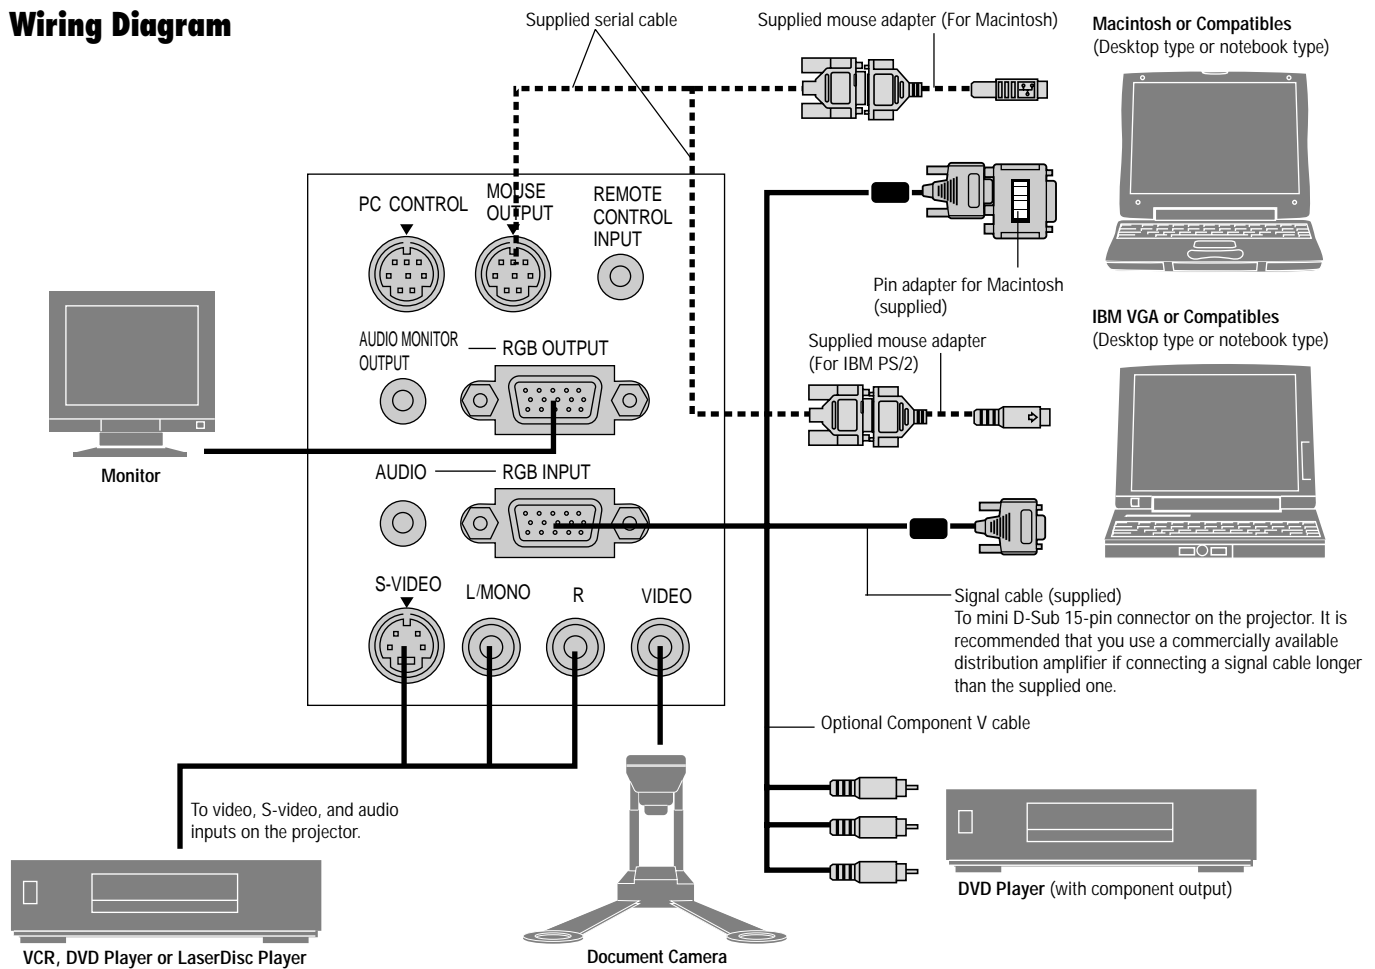 Wiring Diagram
Supplied serial cable
Supplied mouse adapter (For Macintosh)
Macintosh or Compatibles
(Desktop type or notebook type)
PC CONTROL
MOUSE
OUTPUT
REMOTE
CONTROL
INPUT
Pin adapter for Macintosh
(supplied)
IBM VGA or Compatibles
(Desktop type or notebook type)
Supplied mouse adapter
(For IBM PS/2)
AUDIO MONITOR
OUTPUT
RGB OUTPUT
Monitor
AUDIO
RGB INPUT
S-VIDEO
L/MONO
R
VIDEO
Signal cable (supplied)
To mini D-Sub 15-pin connector on the projector. It is
recommended that you use a commercially available
distribution amplifier if connecting a signal cable longer
than the supplied one.
Optional Component V cable
To video, S-video, and audio
inputs on the projector.
DVD Player (with component output)
VCR, DVD Player or LaserDisc Player
Document Camera